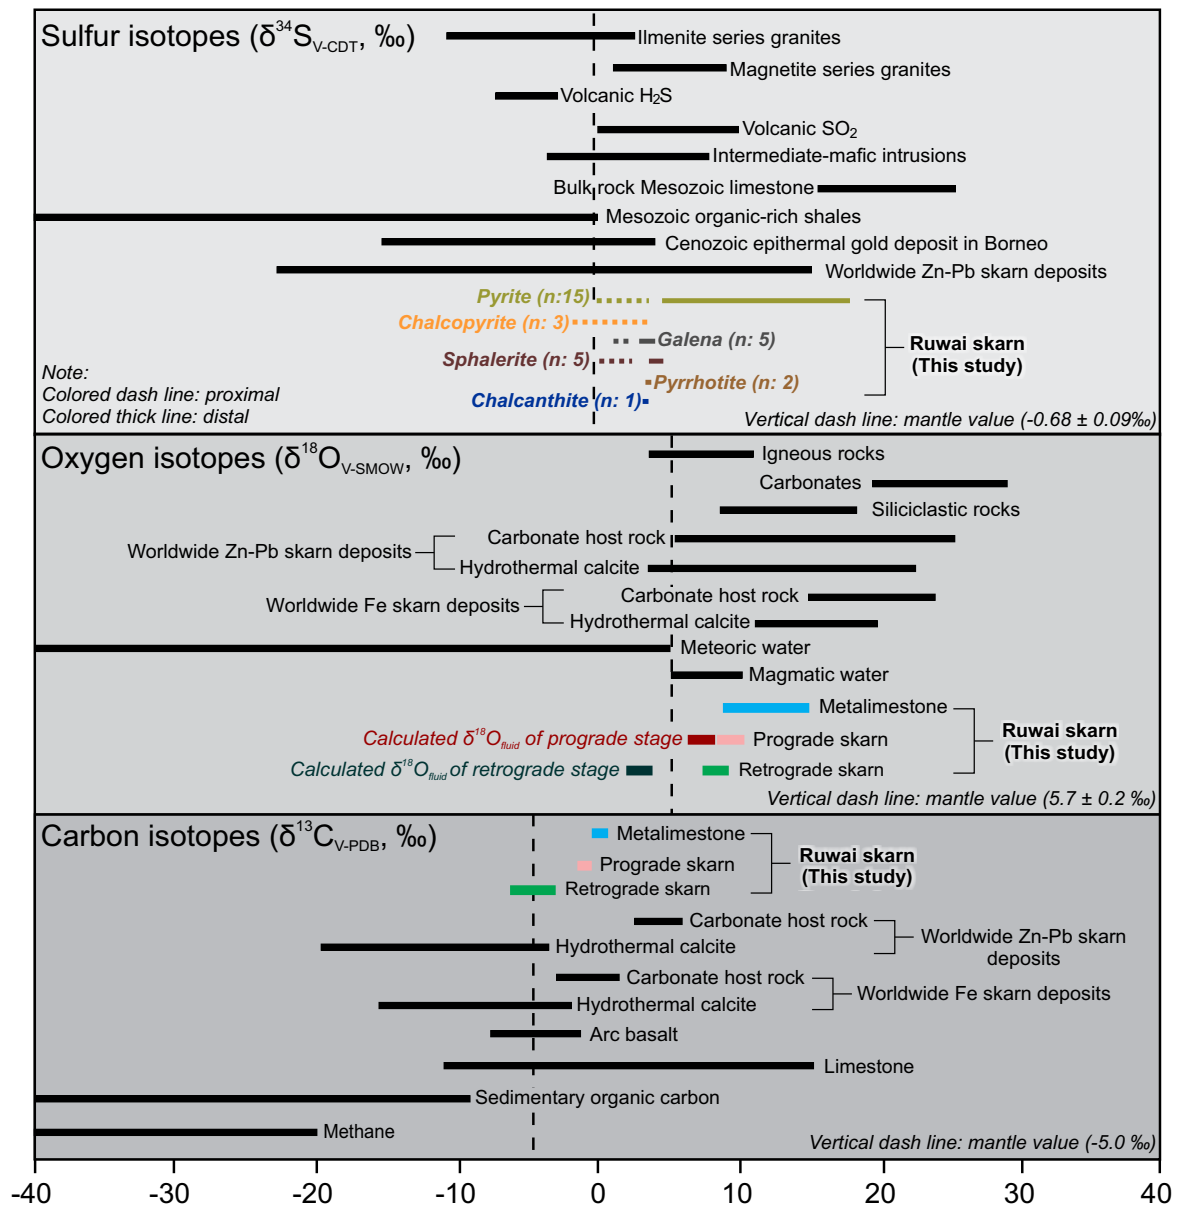 Sulfur isotopes (δ³⁴S V-CDT, ‰)
Ilmenite series granites
Magnetite series granites
Volcanic H₂S
Volcanic SO₂
Intermediate-mafic intrusions
Bulk rock Mesozoic limestone
Mesozoic organic-rich shales
Cenozoic epithermal gold deposit in Borneo
Worldwide Zn-Pb skarn deposits
Pyrite (n:15)
Chalcopyrite (n: 3)
Galena (n: 5)
Sphalerite (n: 5)
Pyrrhotite (n: 2)
Chalcanthite (n: 1)
Ruwai skarn
(This study)
Note:
Colored dash line: proximal
Colored thick line: distal
Vertical dash line: mantle value (-0.68 ± 0.09‰)
Oxygen isotopes (δ¹⁸O V-SMOW, ‰)
Igneous rocks
Carbonates
Siliciclastic rocks
Worldwide Zn-Pb skarn deposits
Carbonate host rock
Hydrothermal calcite
Worldwide Fe skarn deposits
Carbonate host rock
Hydrothermal calcite
Meteoric water
Magmatic water
Metalimestone
Calculated δ¹⁸O fluid of prograde stage
Prograde skarn
Calculated δ¹⁸O fluid of retrograde stage
Retrograde skarn
Ruwai skarn
(This study)
Vertical dash line: mantle value (5.7 ± 0.2 ‰)
Carbon isotopes (δ¹³C V-PDB, ‰)
Metalimestone
Prograde skarn
Retrograde skarn
Ruwai skarn
(This study)
Carbonate host rock
Hydrothermal calcite
Worldwide Zn-Pb skarn
deposits
Carbonate host rock
Hydrothermal calcite
Worldwide Fe skarn deposits
Arc basalt
Limestone
Sedimentary organic carbon
Methane
Vertical dash line: mantle value (-5.0 ‰)
-40 -30 -20 -10 0 10 20 30 40